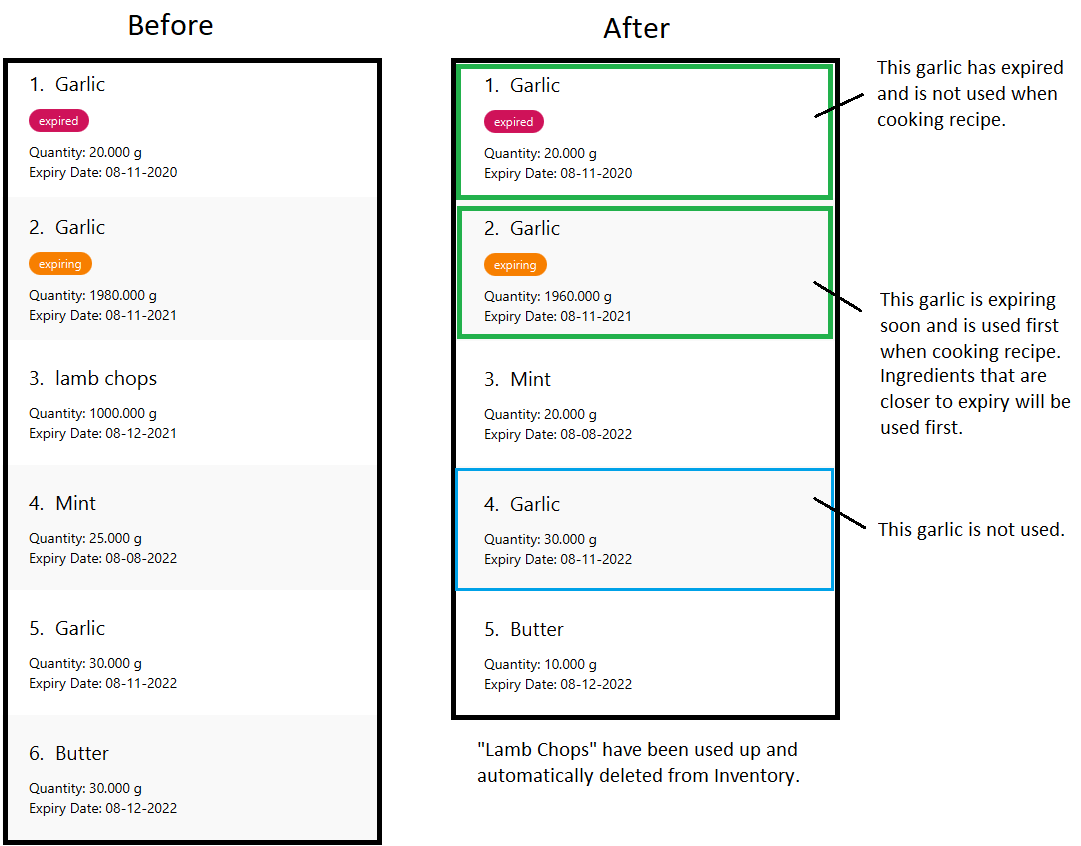 Before
1. Garlic
expired
Quantity: 20.000 g
Expiry Date: 08-11-2020
2. Garlic
expiring
Quantity: 1980.000 g
Expiry Date: 08-11-2021
3. lamb chops
Quantity: 1000.000 g
Expiry Date: 08-12-2021
4. Mint
Quantity: 25.000 g
Expiry Date: 08-08-2022
5. Garlic
Quantity: 30.000 g
Expiry Date: 08-11-2022
6. Butter
Quantity: 30.000 g
Expiry Date: 08-12-2022
After
1. Garlic
expired
Quantity: 20.000 g
Expiry Date: 08-11-2020
2. Garlic
expiring
Quantity: 1960.000 g
Expiry Date: 08-11-2021
3. Mint
Quantity: 20.000 g
Expiry Date: 08-08-2022
4. Garlic
Quantity: 30.000 g
Expiry Date: 08-11-2022
5. Butter
Quantity: 10.000 g
Expiry Date: 08-12-2022
"Lamb Chops" have been used up and
automatically deleted from Inventory.
This garlic has expired
and is not used when
cooking recipe.
This garlic is expiring
soon and is used first
when cooking recipe.
Ingredients that are
closer to expiry will be
used first.
This garlic is not used.